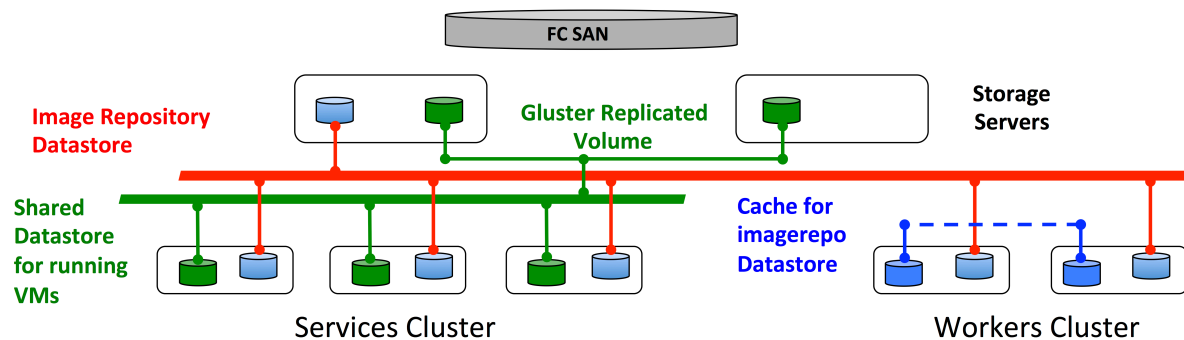 FC SAN
Image Repository
Datastore
Gluster Replicated
Volume
Storage
Servers
Shared
Datastore
for running
VMs
Cache for
imagerepo
Datastore
Services Cluster
Workers Cluster